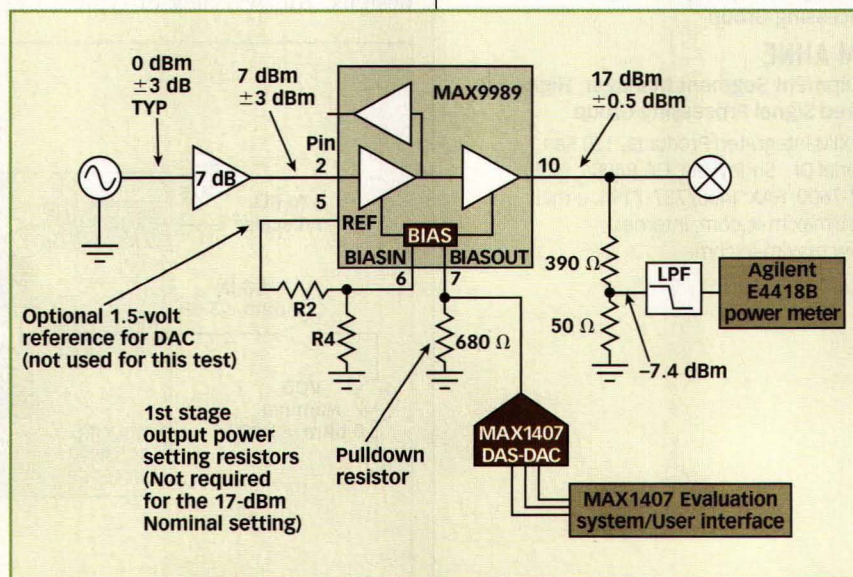 0 dBm
±3 dB
TYP
7 dBm
±3 dBm
MAX9989
17 dBm
±0.5 dBm
Pin
2
10
7 dB
5
REF
BIAS
BIASIN
BIASOUT
6
7
390 Ω
LPF
Agilent
E4418B
power meter
R2
R4
680 Ω
50 Ω
–7.4 dBm
Optional 1.5-volt
reference for DAC
(not used for this test)
1st stage
output power
setting resistors
(Not required
for the 17-dBm
Nominal setting)
Pulldown
resistor
MAX1407
DAS-DAC
MAX1407 Evaluation
system/User interface